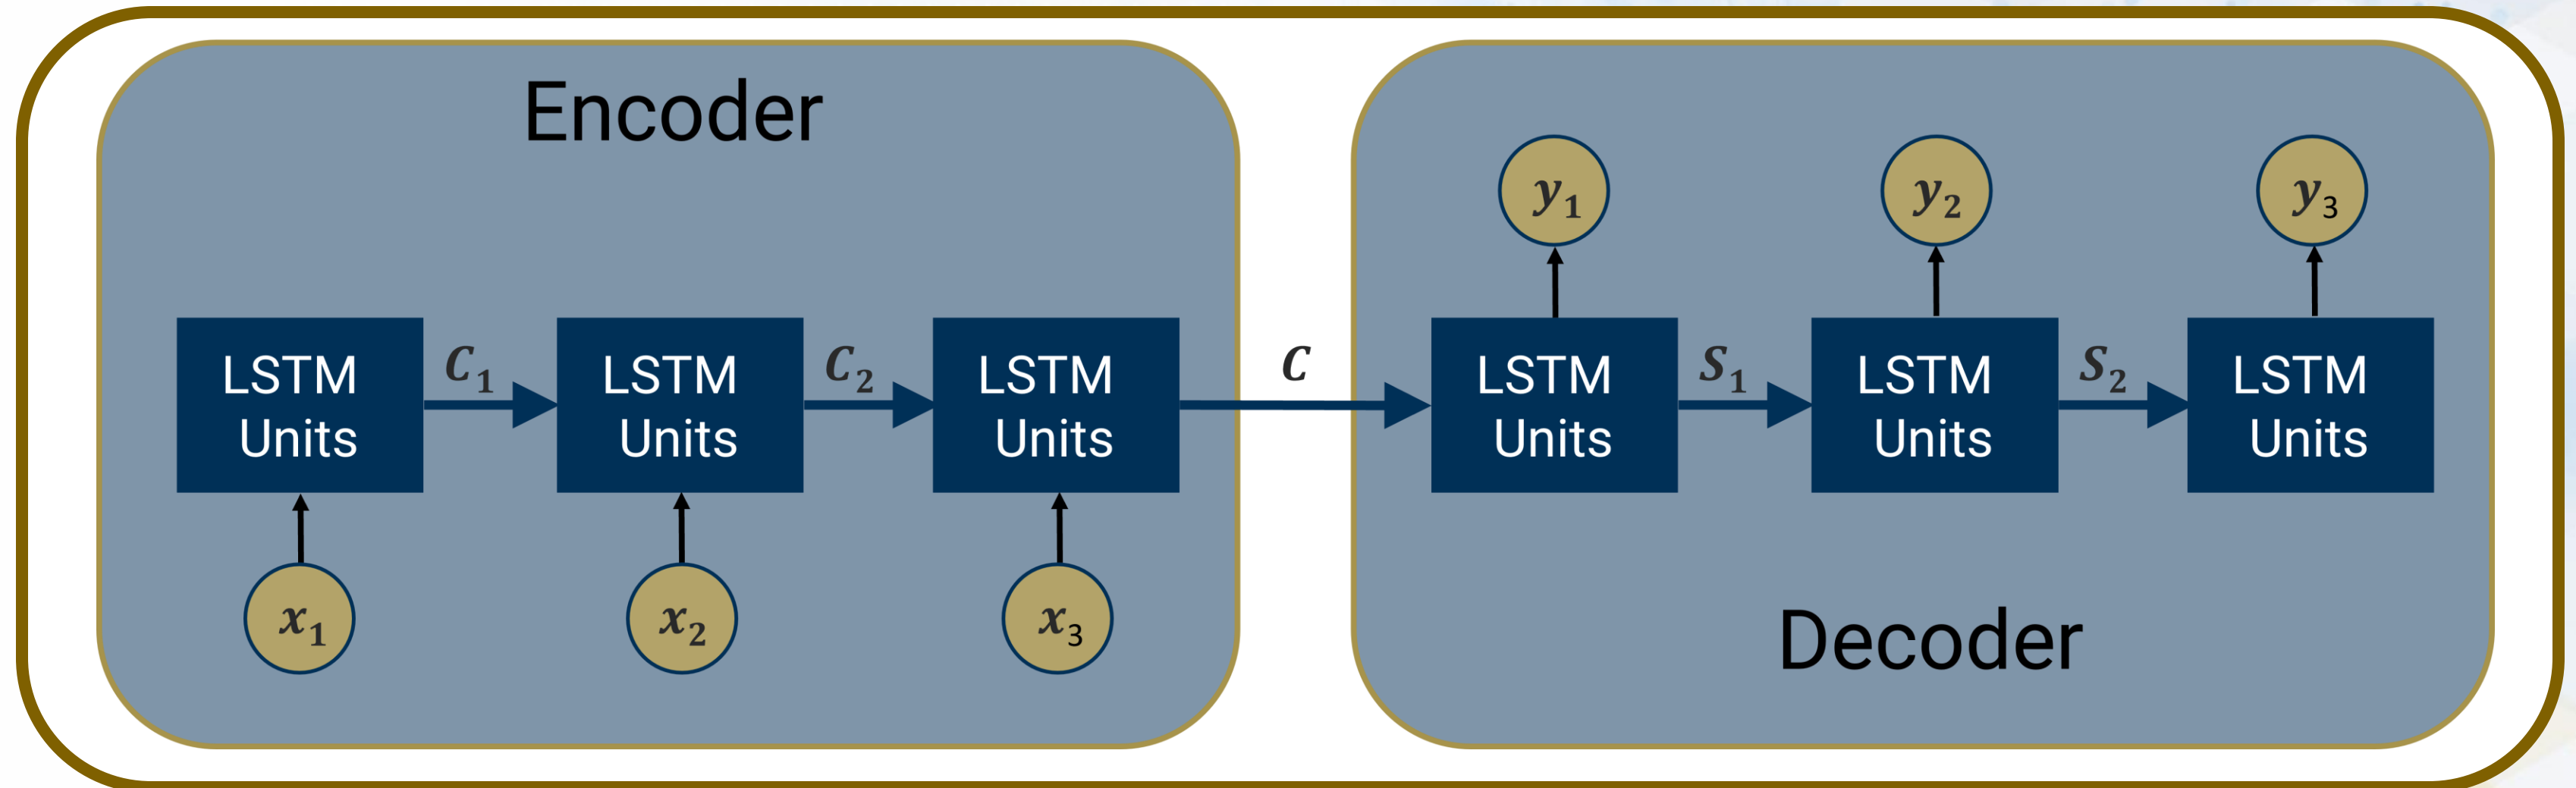 Encoder
LSTM
Units
C₁
LSTM
Units
C₂
LSTM
Units
x₁
x₂
x₃
C
Decoder
y₁
y₂
y₃
LSTM
Units
S₁
LSTM
Units
S₂
LSTM
Units